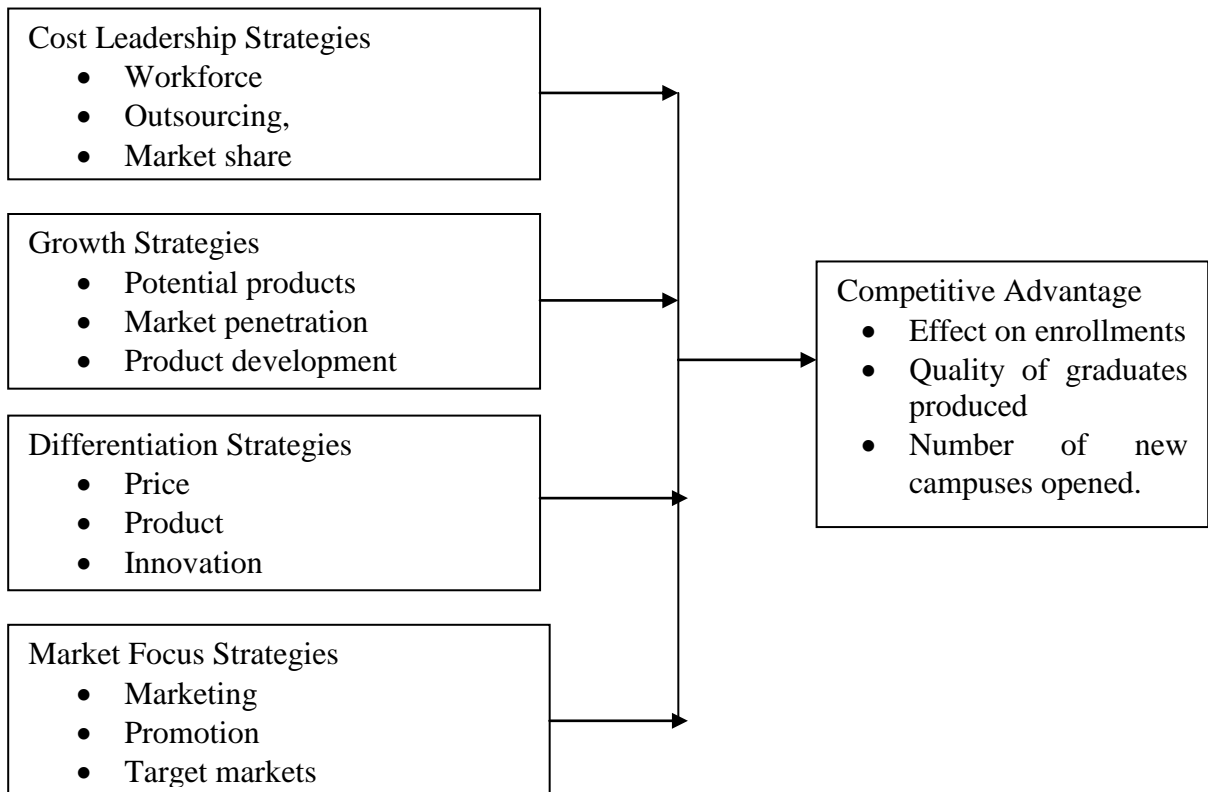 Cost Leadership Strategies
• Workforce
• Outsourcing,
• Market share
Growth Strategies
• Potential products
• Market penetration
• Product development
Differentiation Strategies
• Price
• Product
• Innovation
Market Focus Strategies
• Marketing
• Promotion
• Target markets
Competitive Advantage
• Effect on enrollments
• Quality of graduates
produced
• Number of new
campuses opened.